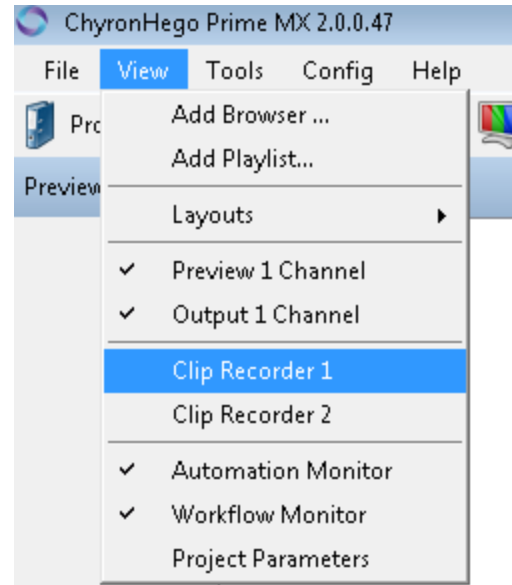 ChyronHego Prime MX 2.0.0.47
File View Tools Config Help
Add Browser ...
Add Playlist...
Preview
Layouts
Preview 1 Channel
Output 1 Channel
Clip Recorder 1
Clip Recorder 2
Automation Monitor
Workflow Monitor
Project Parameters